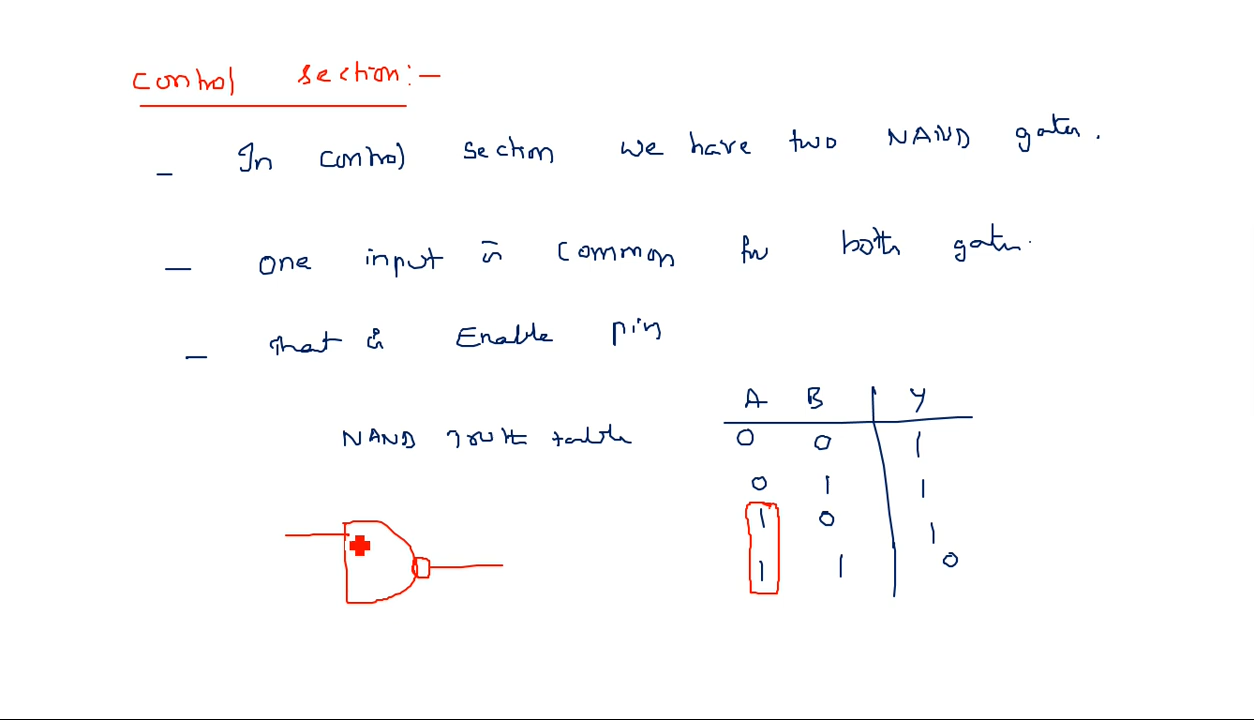 Control Section:-
- In control section we have two NAND gates.
- One input is common for both gates.
- That is Enable pin
A B Y
NAND Truth table
0 0 1
0 1 1
1 0 1
1 1 0